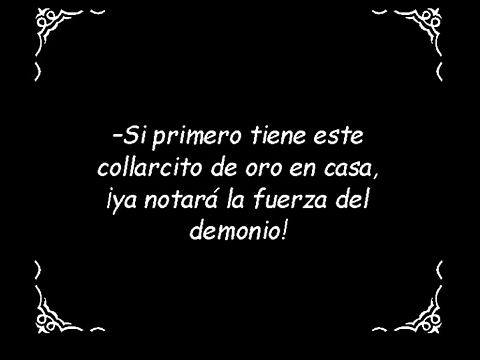 –Si primero tiene este
collarcito de oro en casa,
¡ya notará la fuerza del
demonio!